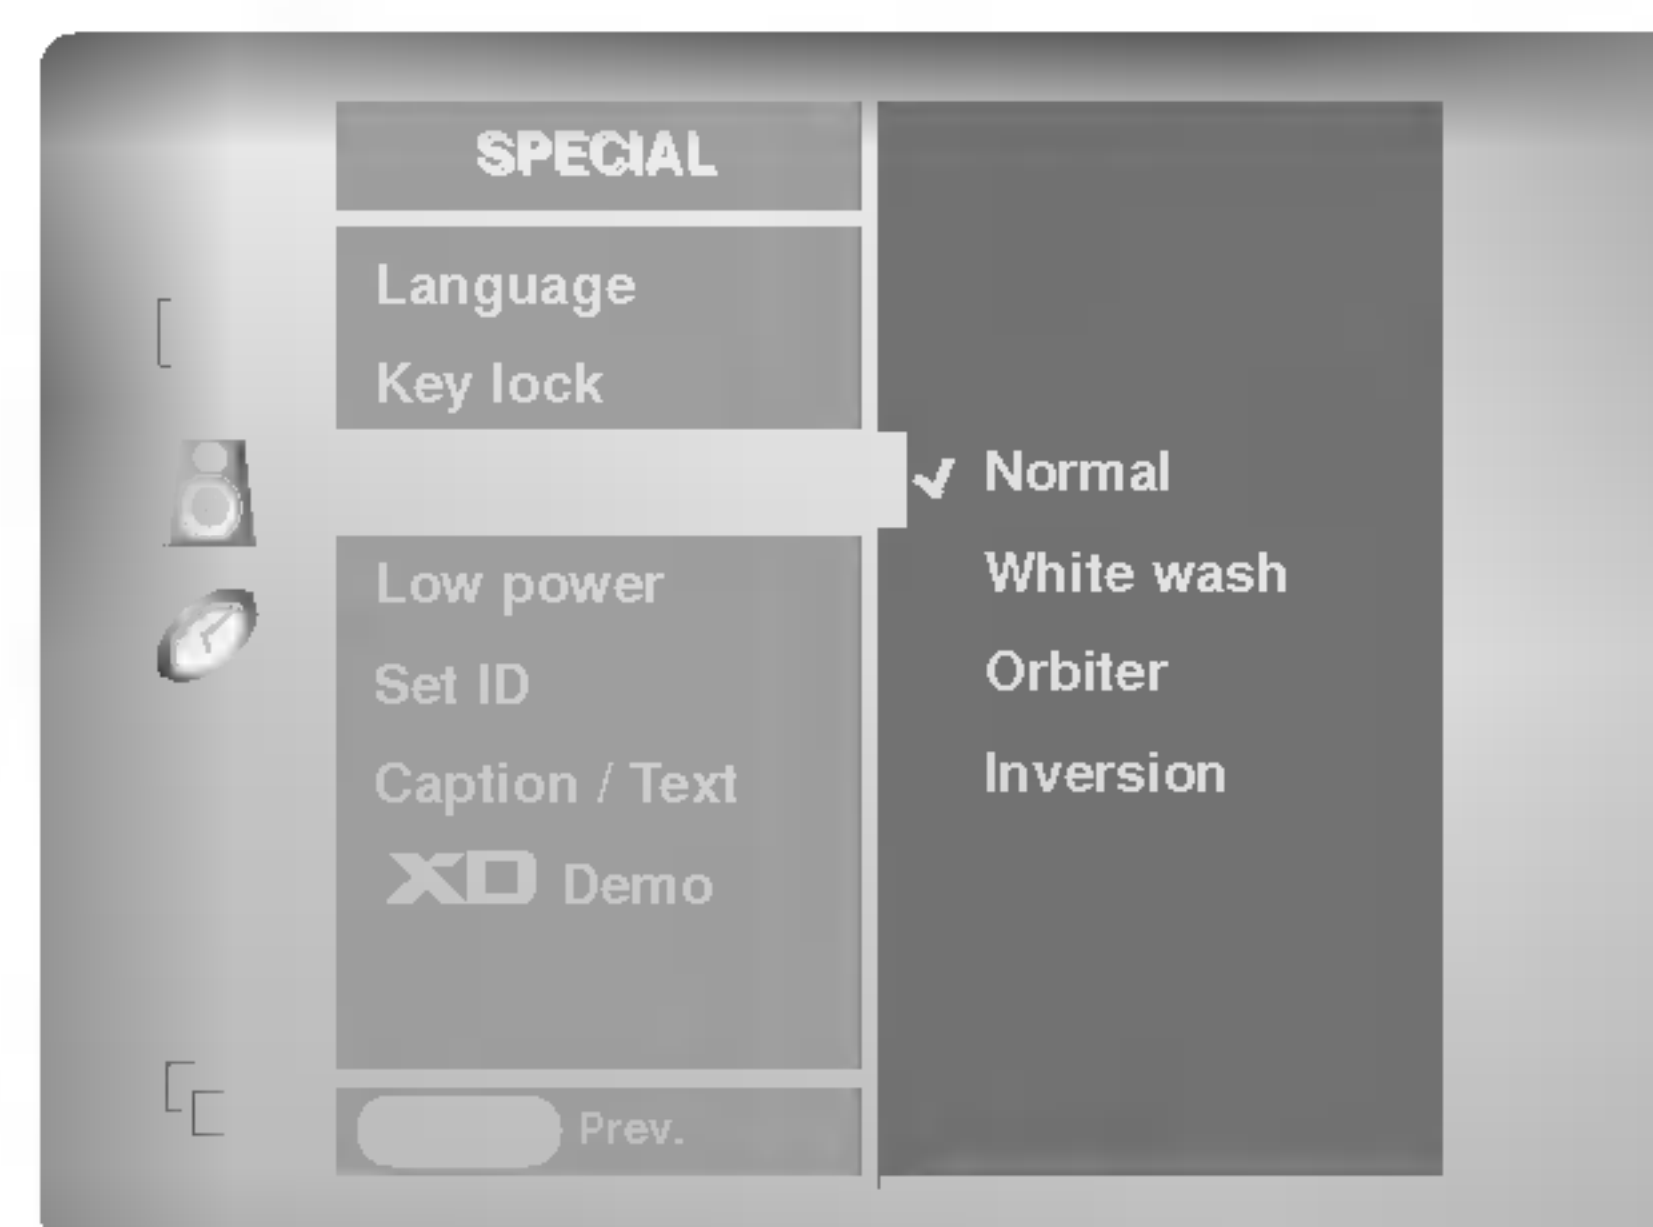 SPECIAL
Language
Key lock
Low power
Set ID
Caption / Text
XD Demo
Prev.
✓ Normal
White wash
Orbiter
Inversion